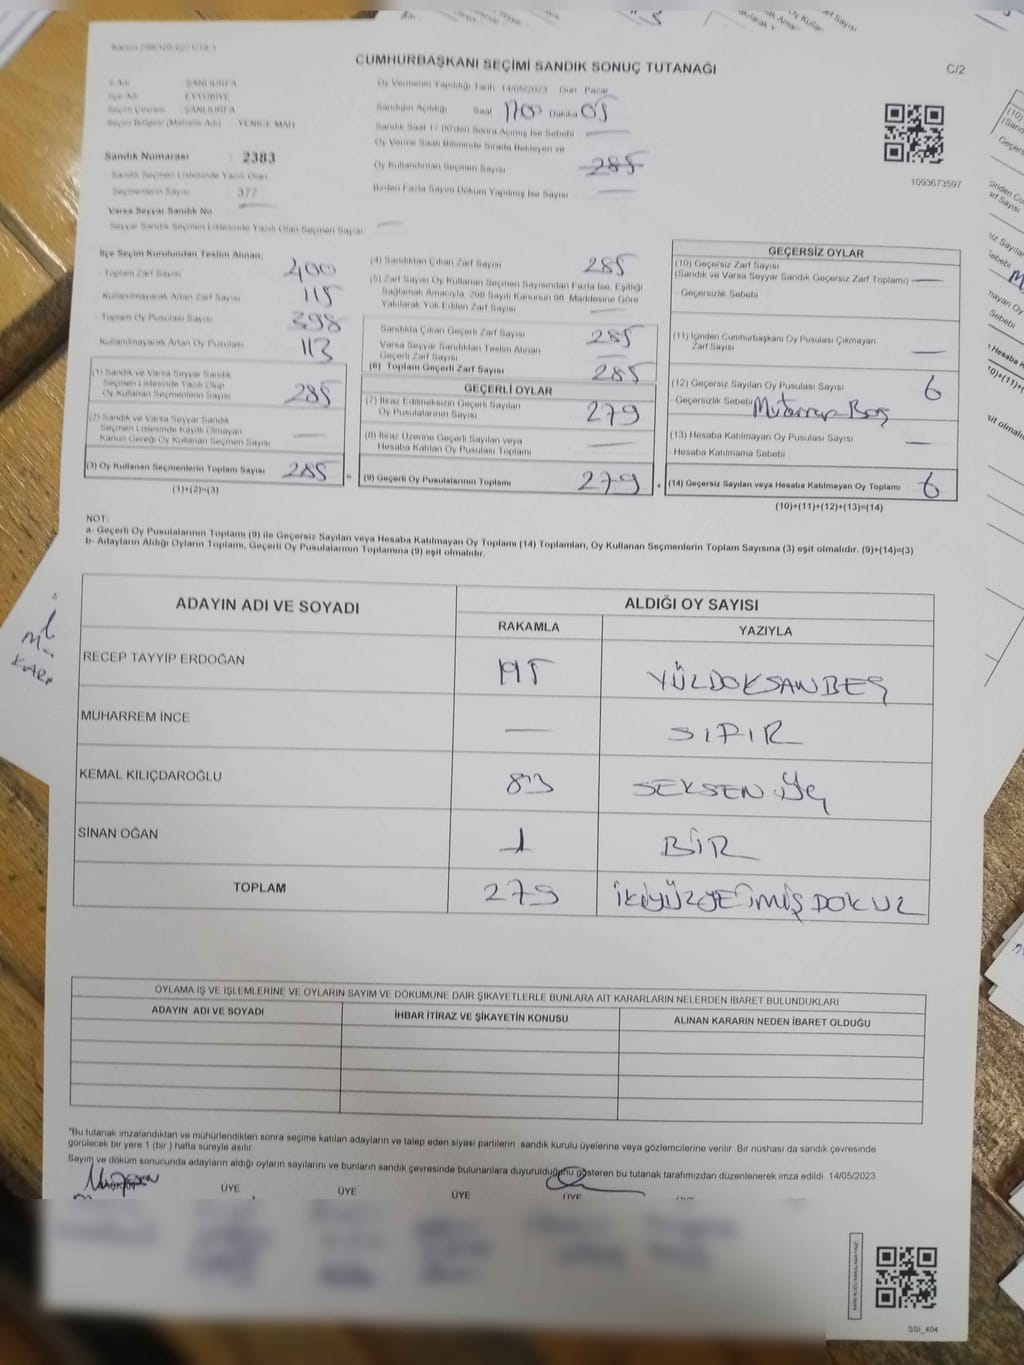 CUMHURBAŞKANI SEÇİMİ SANDIK SONUÇ TUTANAĞI
C/2
İli Adı : ŞANLIURFA
İlçe Adı : EYYÜBİYE
Seçim Çevresi : ŞANLIURFA
Seçim Bölgesi (Mahalle Adı) : YENİCE MAH
Sandık Numarası : 2383
Sandık Seçmen Listesinde Yazılı Olan
Seçmenlerin Sayısı : 377
Varsa Seyyar Sandık No :
Seyyar Sandık Seçmen Listesinde Yazılı Olan Seçmen Sayısı
Oy Vermenin Yapıldığı Tarih 14/05/2023 Gün Pazar
Sandığın Açıldığı Saat 1700 Dakika 05
Sandık Saat 17.00'den Sonra Açılmış İse Sebebi
Oy Verme Saati Bitiminde Sırada Bekleyen ve
Oy Kullandırılan Seçmen Sayısı 285
Birden Fazla Sayım Döküm Yapılmış İse Sayısı
1093673597
İlçe Seçim Kurulundan Teslim Alınan;
Toplam Zarf Sayısı 400
Kullanılmayarak Artan Zarf Sayısı 115
Toplam Oy Pusulası Sayısı 398
Kullanılmayarak Artan Oy Pusulası 113
(1) Sandık ve Varsa Seyyar Sandık
Seçmen Listesinde Yazılı Olup
Oy Kullanan Seçmenlerin Sayısı 285
(2) Sandık ve Varsa Seyyar Sandık
Seçmen Listesinde Kayıtlı Olmayan
Kanun Gereği Oy Kullanan Seçmen Sayısı
(3) Oy Kullanan Seçmenlerin Toplam Sayısı 285
(1)+(2)=(3)
=
(4) Sandıktan Çıkan Zarf Sayısı 285
(5) Zarf Sayısı Oy Kullanan Seçmen Sayısından Fazla İse, Eşitliği
Sağlamak Amacıyla, 298 Sayılı Kanunun 98. Maddesine Göre
Yakılarak Yok Edilen Zarf Sayısı
Sandıkta Çıkan Geçerli Zarf Sayısı 285
Varsa Seyyar Sandıktan Teslim Alınan
Geçerli Zarf Sayısı
(6) Toplam Geçerli Zarf Sayısı 285
GEÇERLİ OYLAR
(7) İtiraz Edilmeksizin Geçerli Sayılan
Oy Pusulasının Sayısı 279
(8) İtiraz Üzerine Geçerli Sayılan veya
Hesaba Katılan Oy Pusulası Toplamı
(9) Geçerli Oy Pusulalarının Toplamı 279
+
GEÇERSİZ OYLAR
(10) Geçersiz Zarf Sayısı
(Sandık ve Varsa Seyyar Sandık Geçersiz Zarf Toplamı)
Geçersizlik Sebebi
(11) İçinden Cumhurbaşkanı Oy Pusulası Çıkmayan
Zarf Sayısı
(12) Geçersiz Sayılan Oy Pusulası Sayısı 6
Geçersizlik Sebebi
(13) Hesaba Katılmayan Oy Pusulası Sayısı
Hesaba Katılmama Sebebi
(14) Geçersiz Sayılan veya Hesaba Katılmayan Oy Toplamı 6
(10)+(11)+(12)+(13)=(14)
NOT:
a- Geçerli Oy Pusulalarının Toplamı (9) ile Geçersiz Sayılan veya Hesaba Katılmayan Oy Toplamı (14) Toplamları, Oy Kullanan Seçmenlerin Toplam Sayısına (3) eşit olmalıdır. (9)+(14)=(3)
b- Adayların Aldığı Oyların Toplamı, Geçerli Oy Pusulalarının Toplamına (9) eşit olmalıdır.
ADAYIN ADI VE SOYADI ALDIĞI OY SAYISI
RAKAMLA YAZIYLA
RECEP TAYYİP ERDOĞAN 195 YÜZDOKSANBEŞ
MUHARREM İNCE — SIFIR
KEMAL KILIÇDAROĞLU 83 SEKSEN ÜÇ
SİNAN OĞAN 1 BİR
TOPLAM 279 İKİYÜZYETMİŞDOKUZ
OYLAMA İŞ VE İŞLEMLERİNE VE OYLARIN SAYIM VE DÖKÜMÜNE DAİR ŞİKAYETLERLE BUNLARA AİT KARARLARIN NELERDEN İBARET BULUNDUKLARI
ADAYIN ADI VE SOYADI İHBAR İTİRAZ VE ŞİKAYETİN KONUSU ALINAN KARARIN NEDEN İBARET OLDUĞU
*Bu tutanak imzalandıktan ve mühürlendikten sonra seçime katılan adayların ve talep eden siyasi partilerin sandık kurulu üyelerine veya gözlemcilerine verilir. Bir nüshası da sandık çevresinde
görülecek bir yere 1 (bir ) hafta süreyle asılır.
Sayım ve döküm sonucunda adayların aldığı oyların sayılarını ve bunların sandık çevresinde bulunanlara duyurulduğunu gösteren bu tutanak tarafımızdan düzenlenerek imza edildi. 14/05/2023
ÜYE ÜYE ÜYE ÜYE
SSI_404